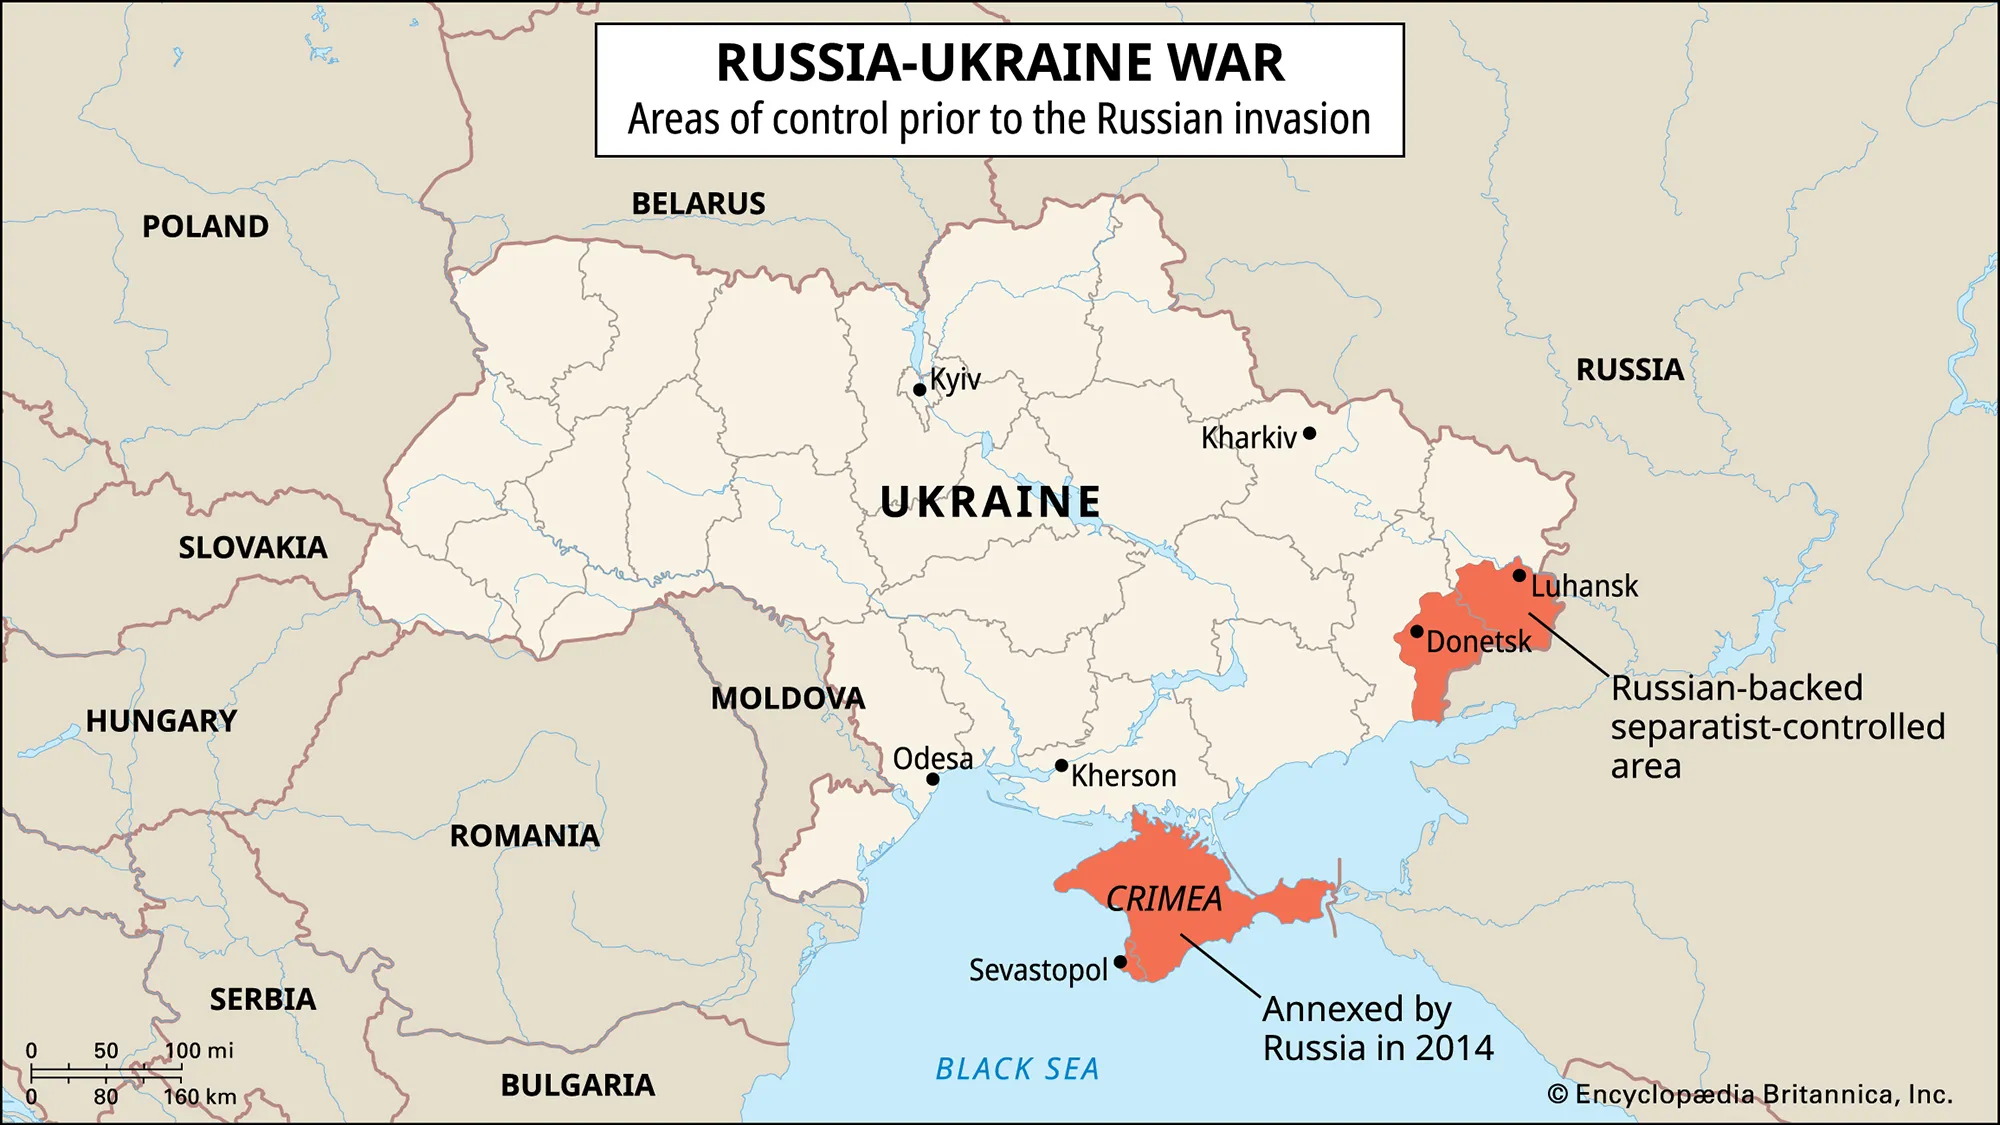 RUSSIA-UKRAINE WAR
Areas of control prior to the Russian invasion
BELARUS
POLAND
RUSSIA
Kyiv
Kharkiv
UKRAINE
SLOVAKIA
Luhansk
Donetsk
Russian-backed
separatist-controlled
area
MOLDOVA
HUNGARY
Odesa
Kherson
ROMANIA
CRIMEA
Sevastopol
SERBIA
Annexed by
Russia in 2014
0 50 100 mi
0 80 160 km
BLACK SEA
BULGARIA
© Encyclopædia Britannica, Inc.